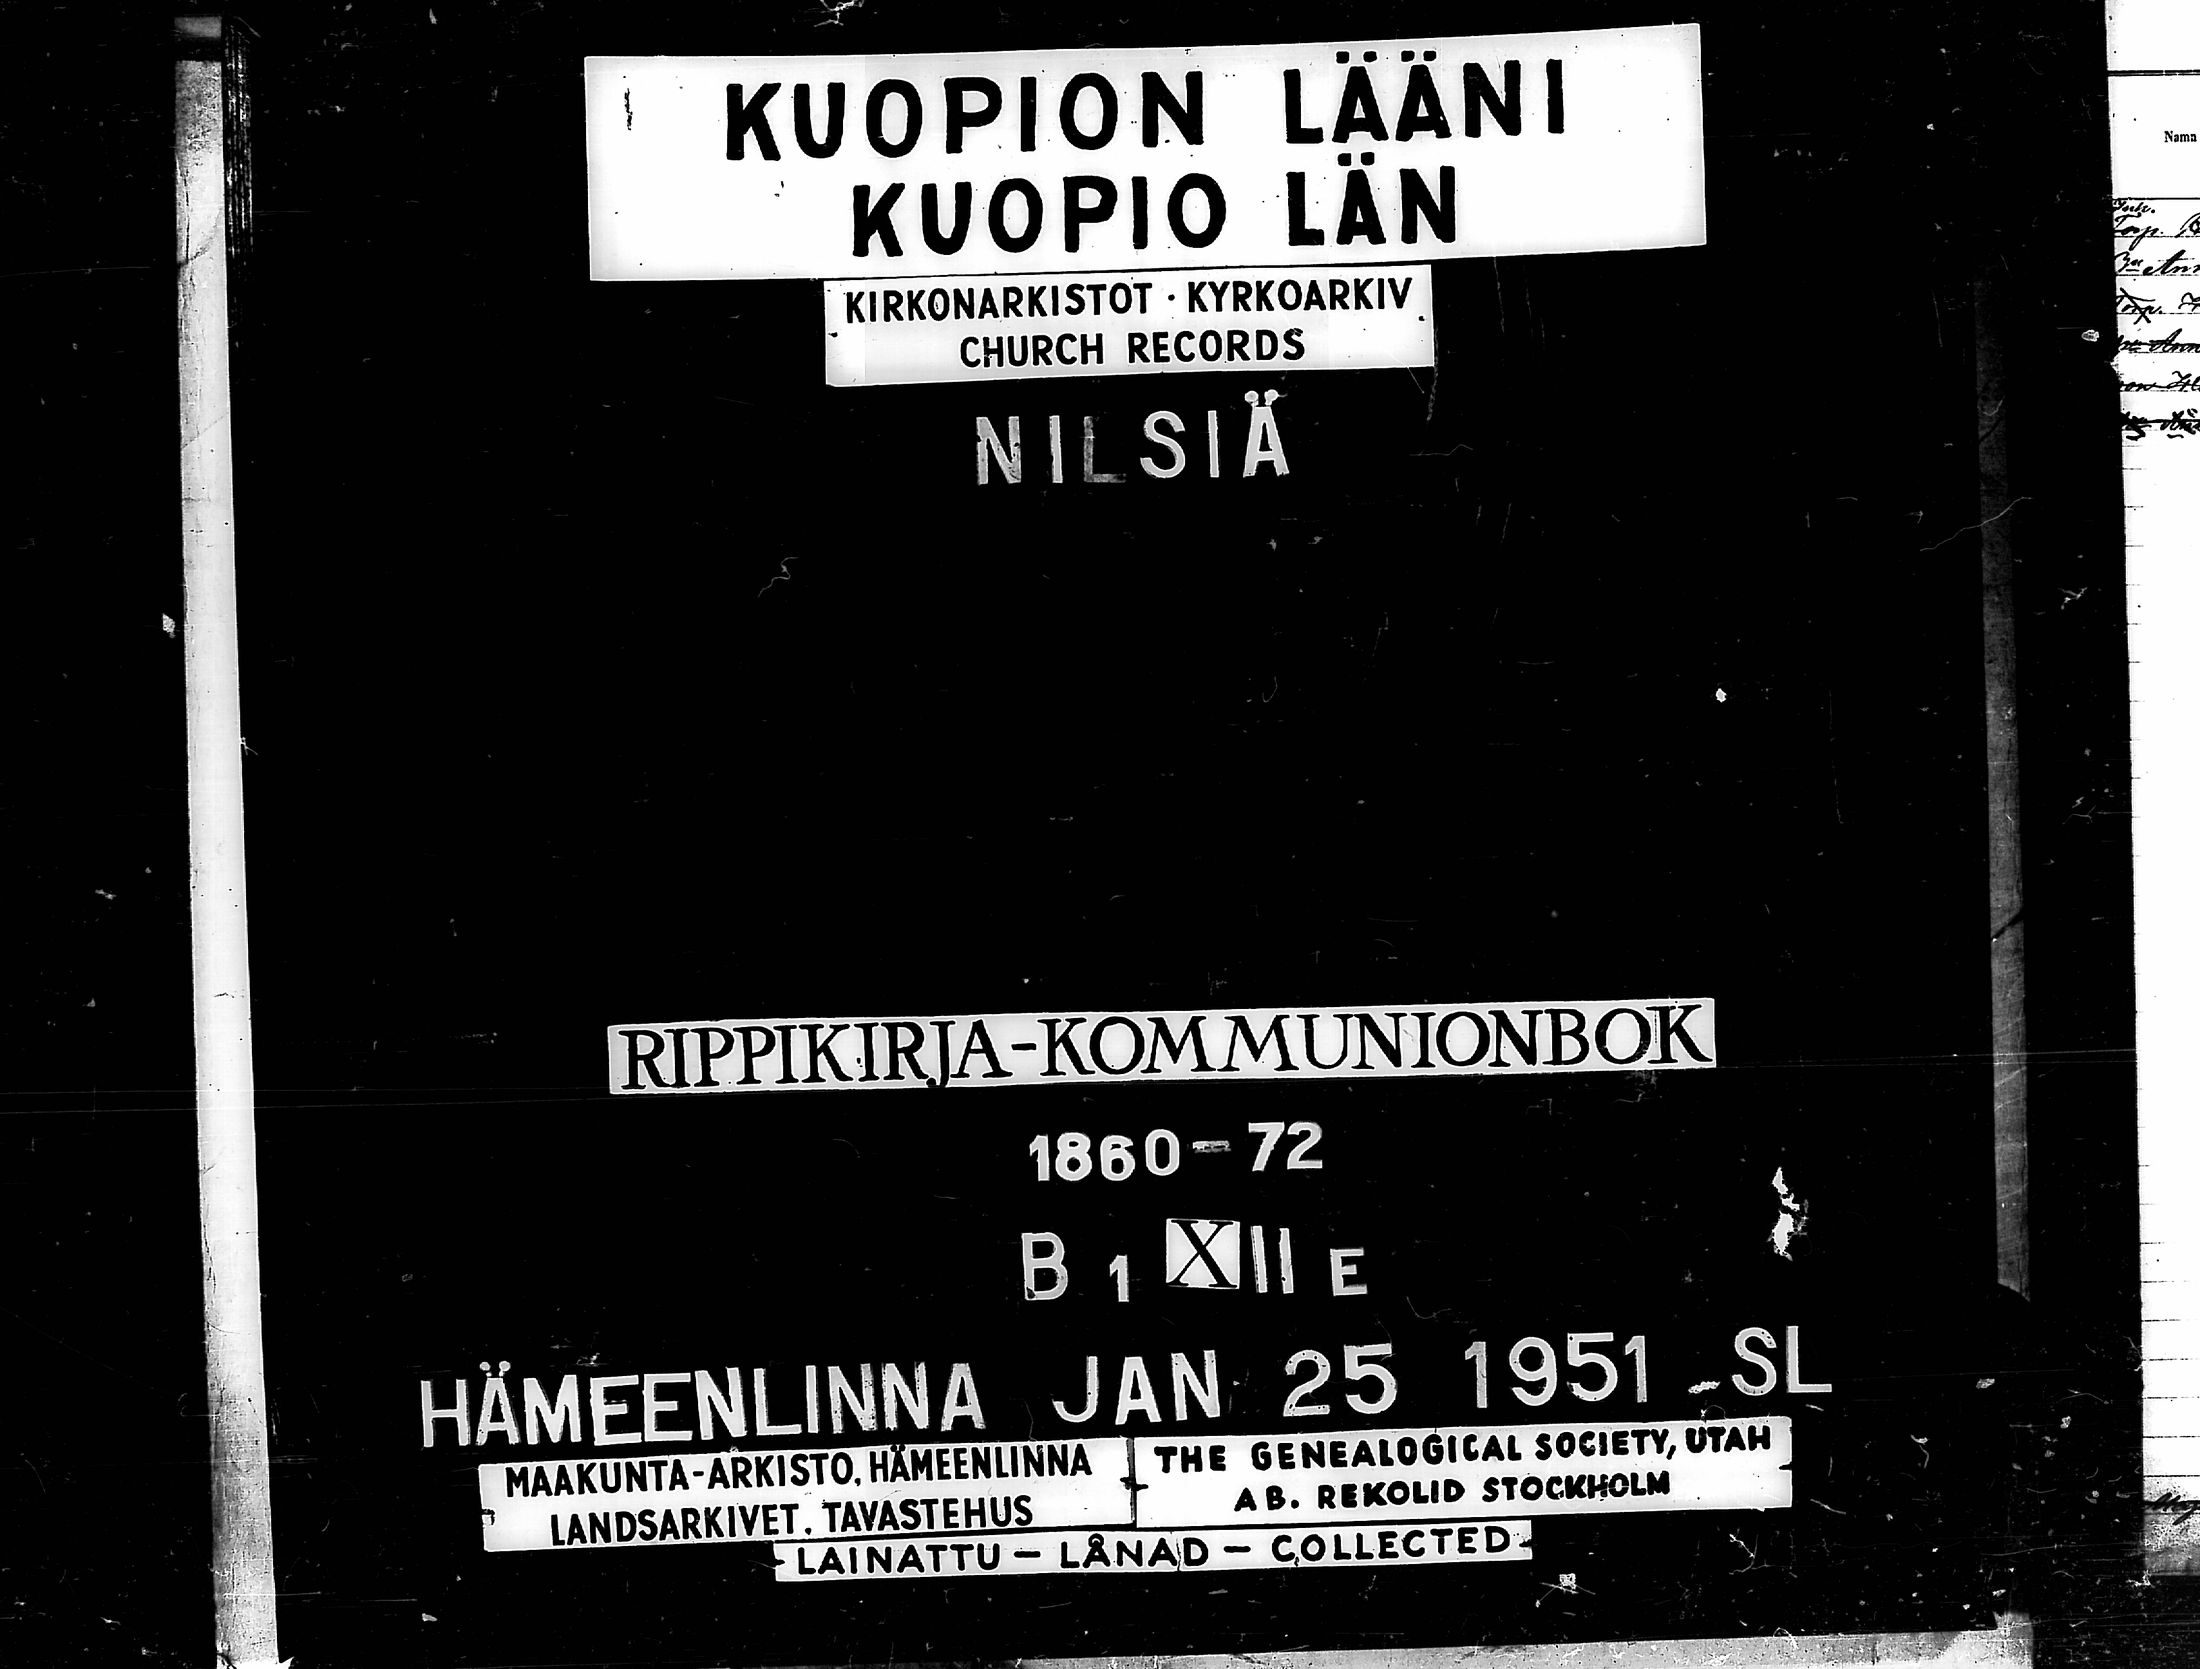 KUOPION LÄÄNI
KUOPIO LÄN
KIRKONARKISTOT · KYRKOARKIV
CHURCH RECORDS
NILSIÄ
RIPPIKIRJA-KOMMUNIONBOK
1860-72
B 1 XII E
HÄMEENLINNA JAN 25 1951 -SL
MAAKUNTA-ARKISTO, HÄMEENLINNA
LANDSARKIVET, TAVASTEHUS
THE GENEALOGICAL SOCIETY, UTAH
AB. REKOLID STOCKHOLM
LAINATTU - LÅNAD - COLLECTED
Nama